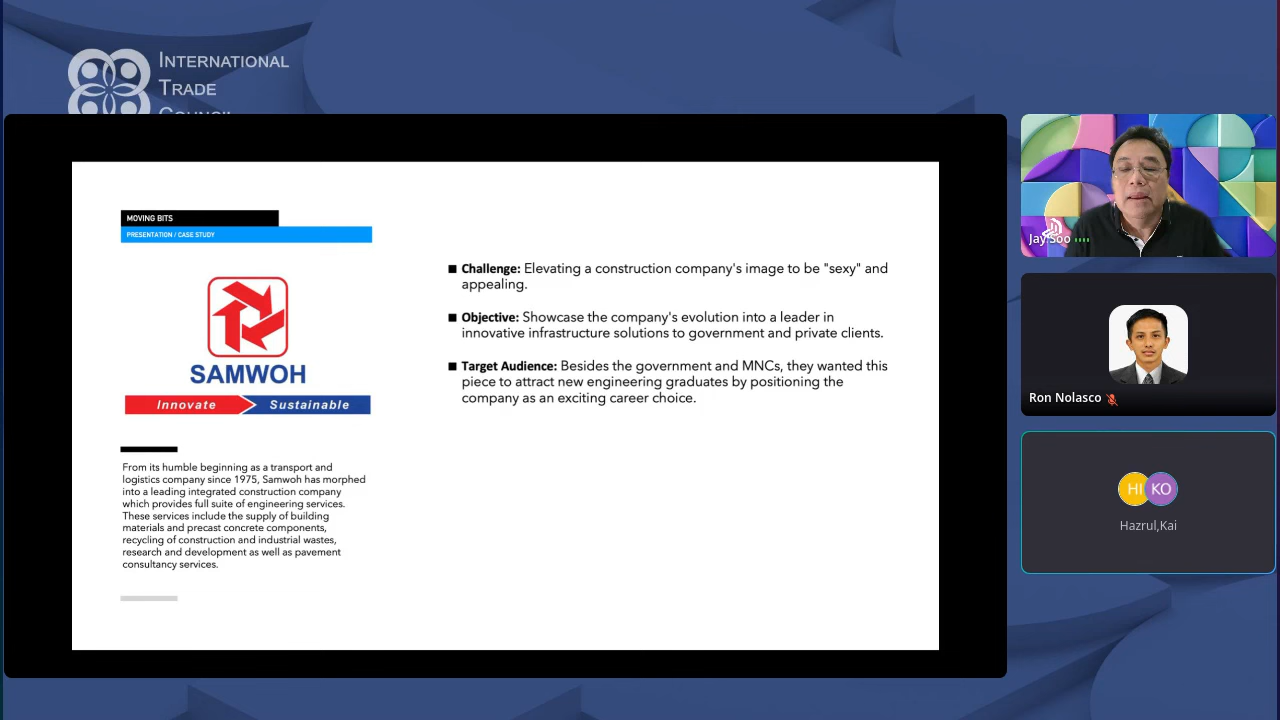 INTERNATIONAL
TRADE
COUNCIL
MOVING BITS
PRESENTATION / CASE STUDY
SAMWOH
Innovate
Sustainable
From its humble beginning as a transport and
logistics company since 1975, Samwoh has morphed
into a leading integrated construction company
which provides full suite of engineering services.
These services include the supply of building
materials and precast concrete components,
recycling of construction and industrial wastes,
research and development as well as pavement
consultancy services.
■ Challenge: Elevating a construction company's image to be "sexy" and
appealing.
■ Objective: Showcase the company's evolution into a leader in
innovative infrastructure solutions to government and private clients.
■ Target Audience: Besides the government and MNCs, they wanted this
piece to attract new engineering graduates by positioning the
company as an exciting career choice.
Jay Soo
Ron Nolasco
HI
KO
Hazrul,Kai